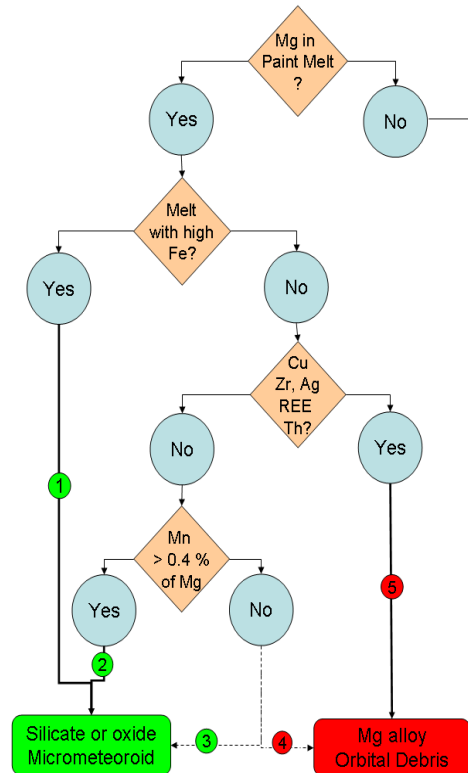 Mg in
Paint Melt
?
Yes
No
Melt
with high
Fe?
Yes
No
Cu
Zr, Ag
REE
Th?
No
Yes
1
Mn
> 0.4 %
of Mg
5
Yes
No
2
3
4
Silicate or oxide
Micrometeoroid
Mg alloy
Orbital Debris